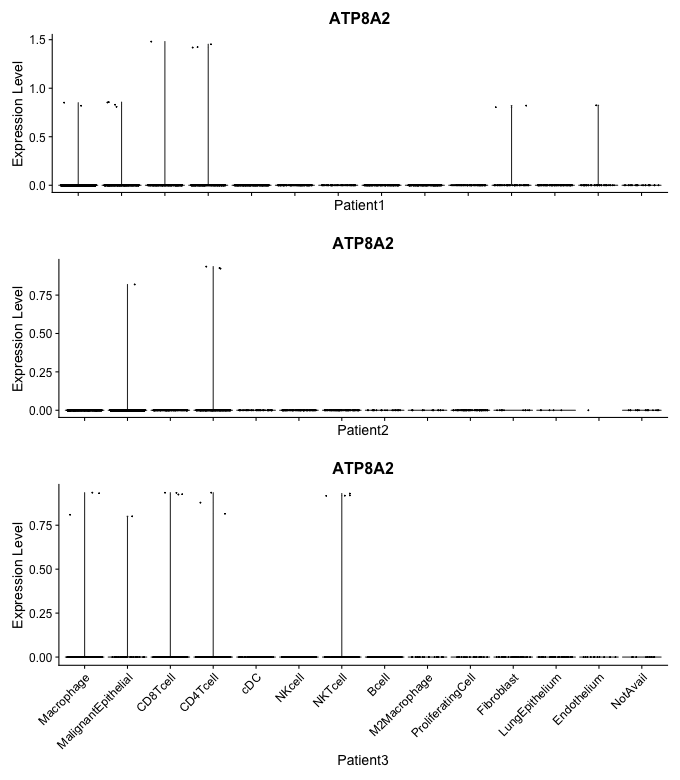 ATP8A2
Expression Level
1.5
1.0
0.5
0.0
Patient1
ATP8A2
Expression Level
0.75
0.50
0.25
0.00
Patient2
ATP8A2
Expression Level
0.75
0.50
0.25
0.00
Macrophage
MalignantEpithelial
CD8Tcell
CD4Tcell
cDC
NKcell
NKTcell
Bcell
M2Macrophage
ProliferatingCell
Fibroblast
LungEpithelium
Endothelium
NotAvail
Patient3